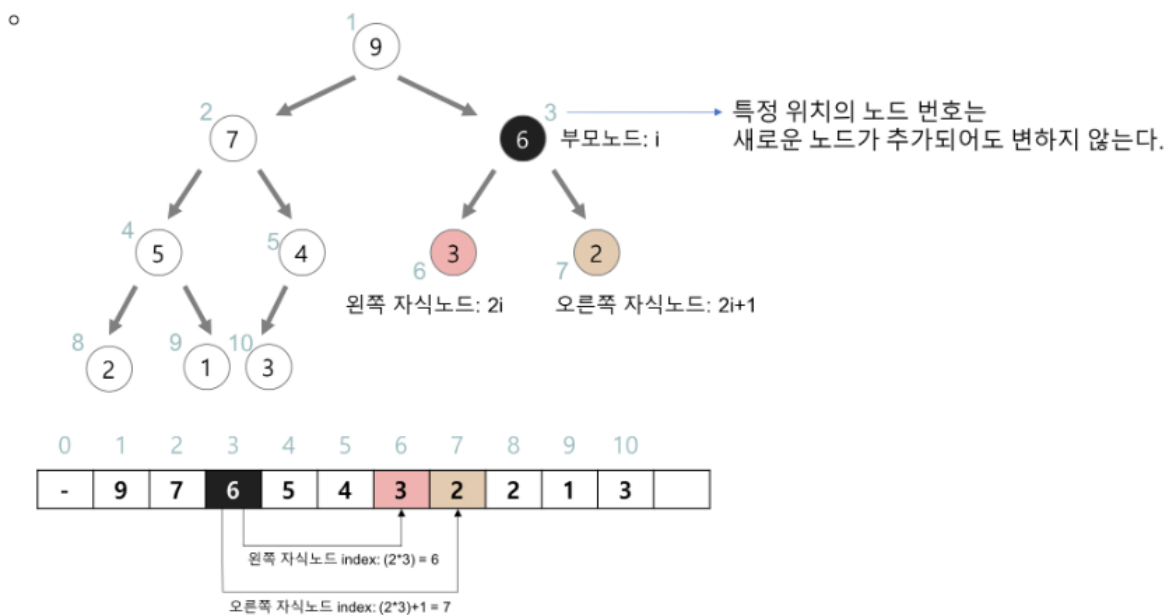 1
9
2
7
3
6
부모노드: i
특정 위치의 노드 번호는
새로운 노드가 추가되어도 변하지 않는다.
4
5
5
4
6
3
7
2
왼쪽 자식노드: 2i
오른쪽 자식노드: 2i+1
8
2
9
1
10
3
0 1 2 3 4 5 6 7 8 9 10
- 9 7 6 5 4 3 2 2 1 3
왼쪽 자식노드 index: (2*3) = 6
오른쪽 자식노드 index: (2*3)+1 = 7